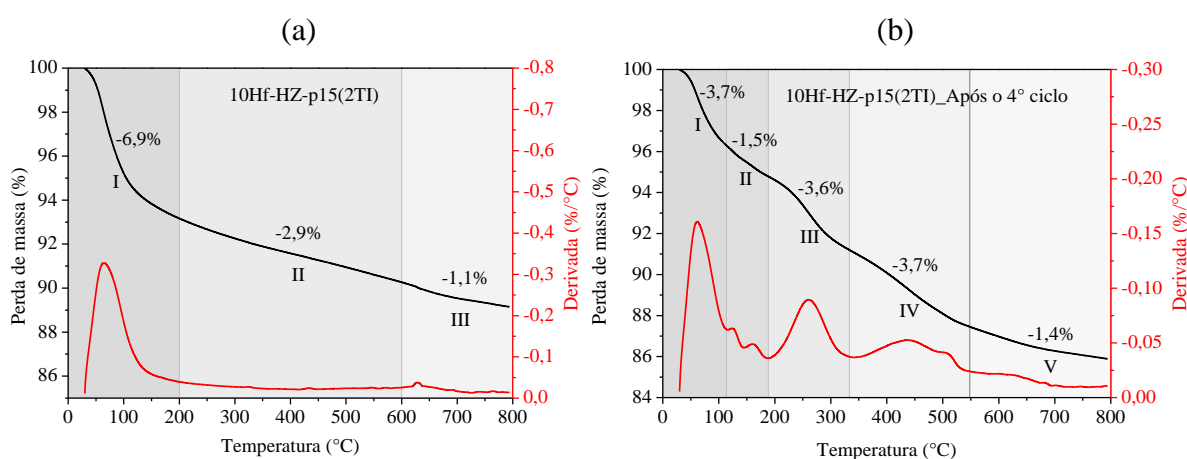 (a)
10Hf-HZ-p15(2TI)
-6,9%
I
-2,9%
II
-1,1%
III
Perda de massa (%)
100
98
96
94
92
90
88
86
0 100 200 300 400 500 600 700 800
Temperatura (°C)
-0,8
-0,7
-0,6
-0,5
-0,4
-0,3
-0,2
-0,1
0,0
Derivada (%/°C)
(b)
10Hf-HZ-p15(2TI)_Após o 4° ciclo
-3,7%
I
-1,5%
II
-3,6%
III
-3,7%
IV
-1,4%
V
Perda de massa (%)
100
98
96
94
92
90
88
86
84
0 100 200 300 400 500 600 700 800
Temperatura (°C)
-0,30
-0,25
-0,20
-0,15
-0,10
-0,05
0,00
Derivada (%/°C)